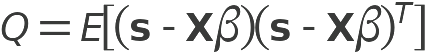 Q = E[(s - Xβ)(s - Xβ)ᵀ]